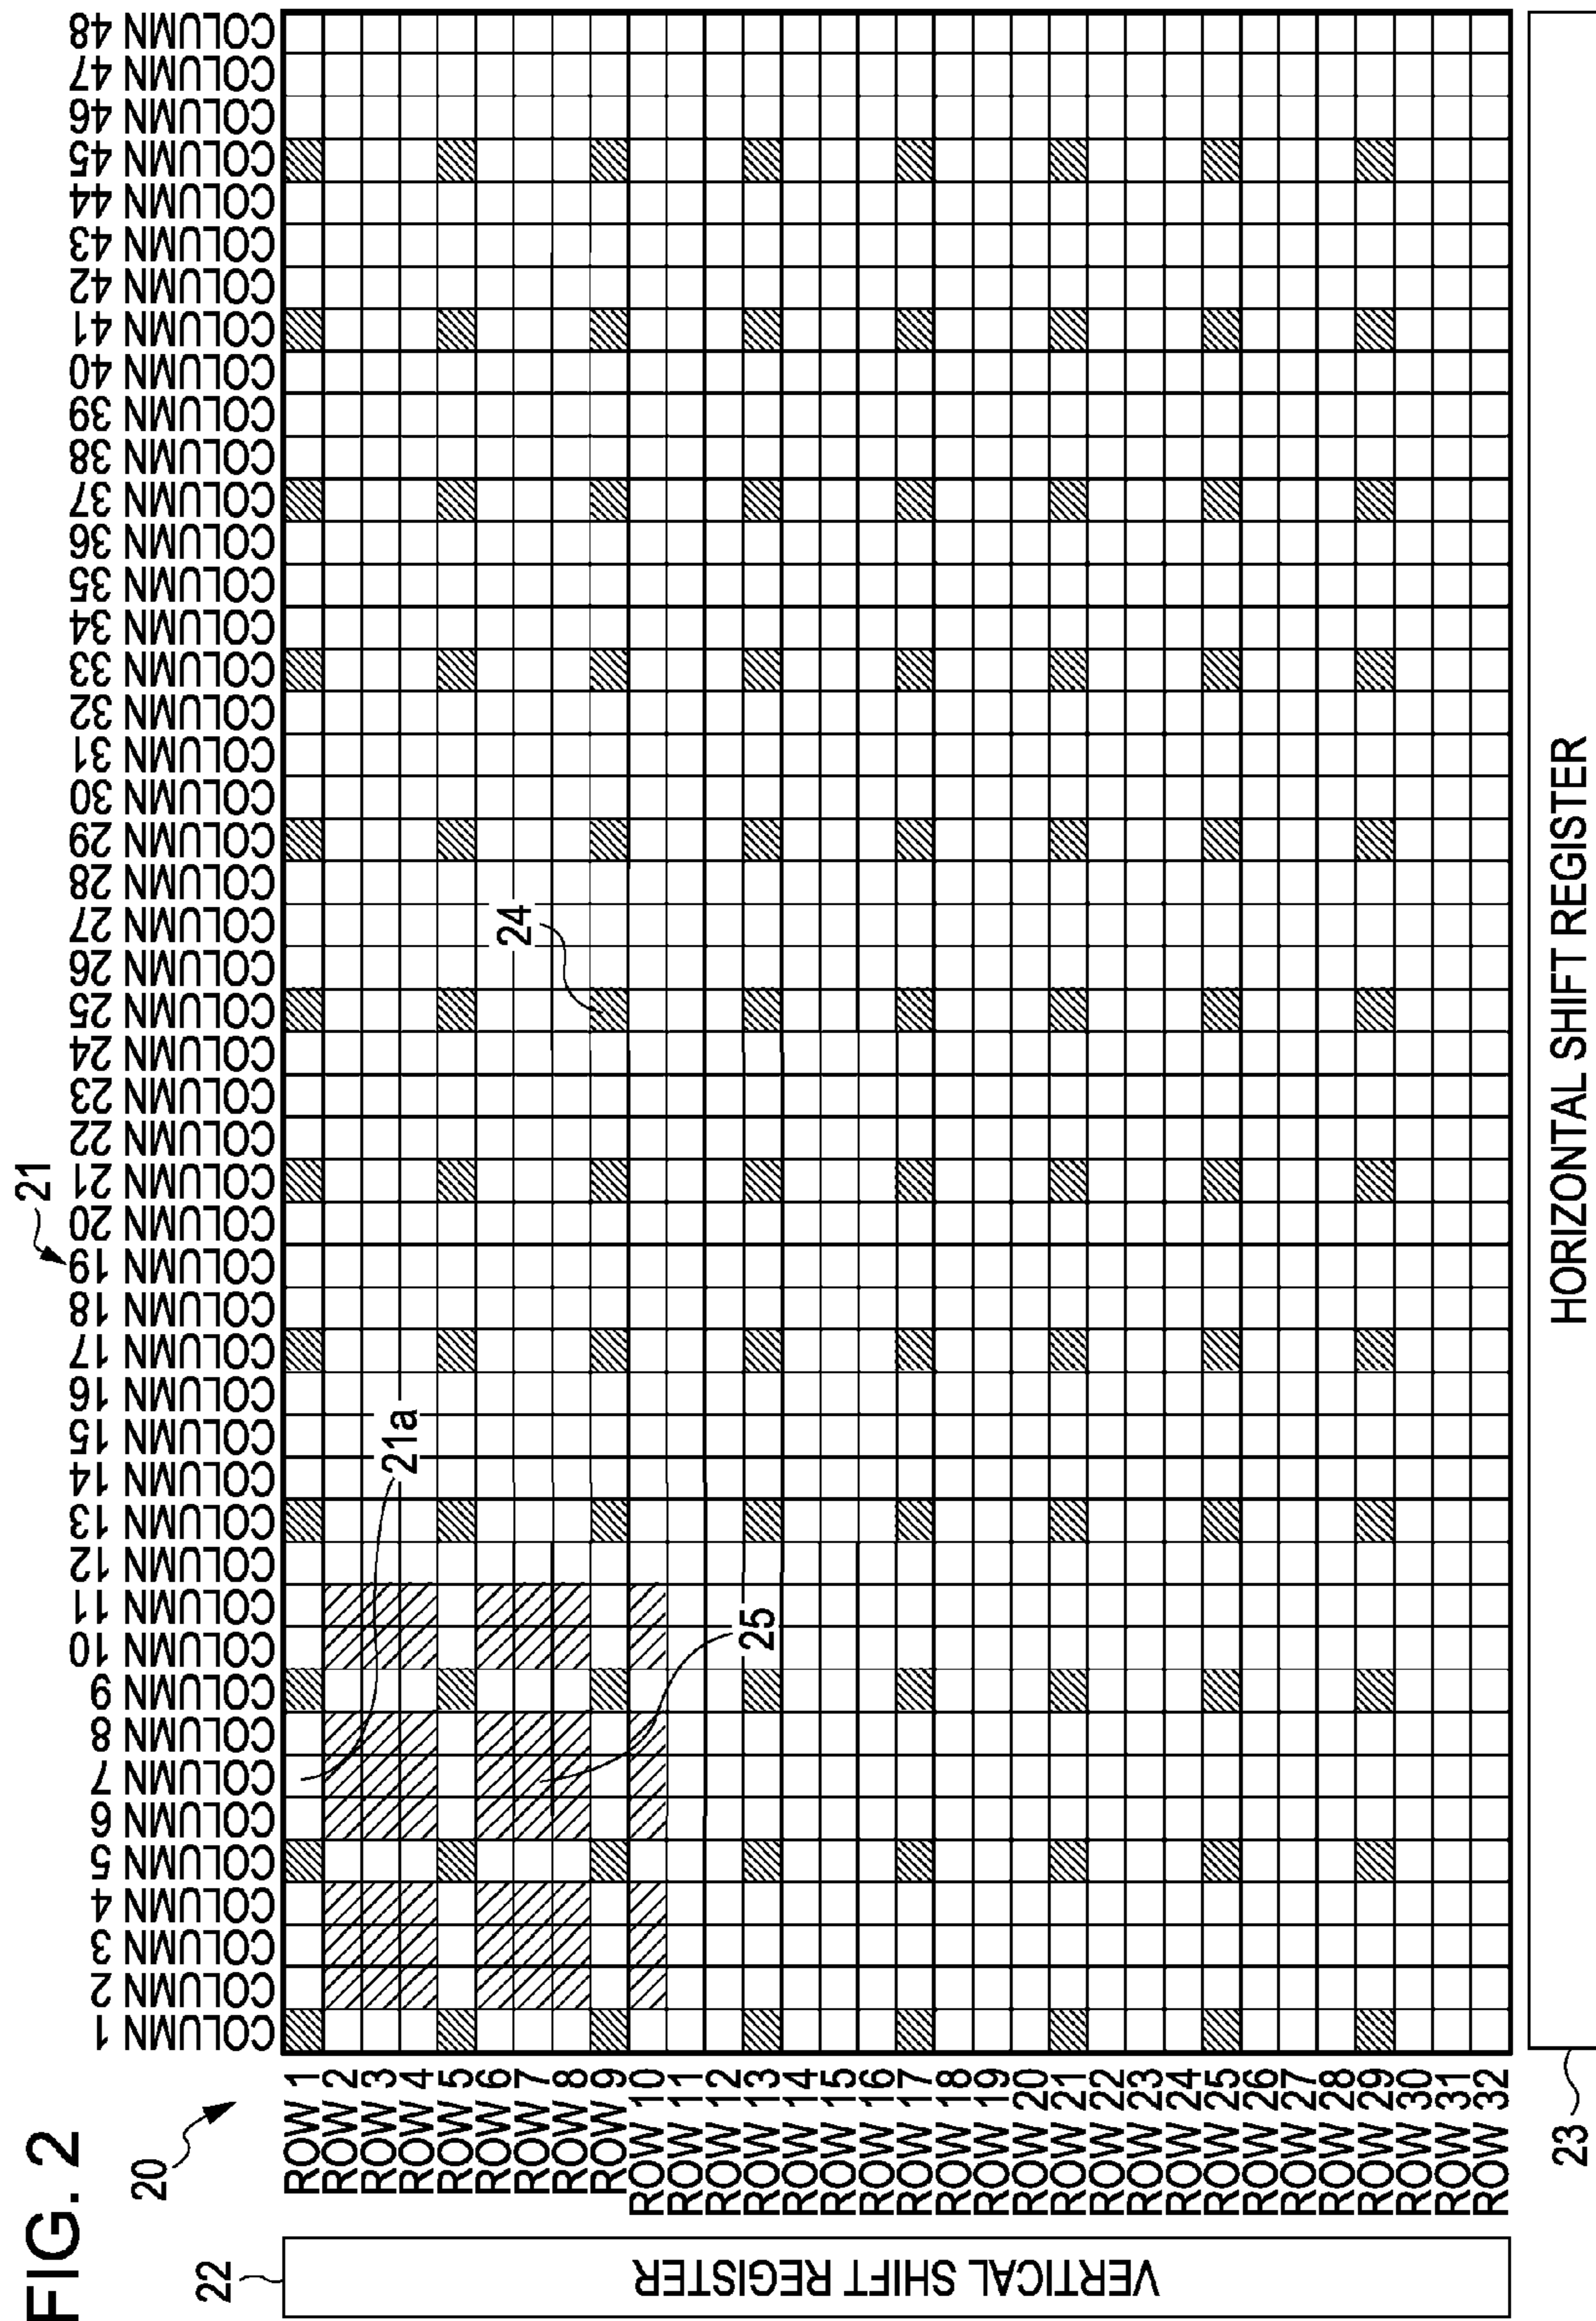 FIG. 2
20
21
COLUMN 1
COLUMN 2
COLUMN 3
COLUMN 4
COLUMN 5
COLUMN 6
COLUMN 7
COLUMN 8
COLUMN 9
COLUMN 10
COLUMN 11
COLUMN 12
COLUMN 13
COLUMN 14
COLUMN 15
COLUMN 16
COLUMN 17
COLUMN 18
COLUMN 19
COLUMN 20
COLUMN 21
COLUMN 22
COLUMN 23
COLUMN 24
COLUMN 25
COLUMN 26
COLUMN 27
COLUMN 28
COLUMN 29
COLUMN 30
COLUMN 31
COLUMN 32
COLUMN 33
COLUMN 34
COLUMN 35
COLUMN 36
COLUMN 37
COLUMN 38
COLUMN 39
COLUMN 40
COLUMN 41
COLUMN 42
COLUMN 43
COLUMN 44
COLUMN 45
COLUMN 46
COLUMN 47
COLUMN 48
22
VERTICAL SHIFT REGISTER
ROW 1
ROW 2
ROW 3
ROW 4
ROW 5
ROW 6
ROW 7
ROW 8
ROW 9
ROW 10
ROW 11
ROW 12
ROW 13
ROW 14
ROW 15
ROW 16
ROW 17
ROW 18
ROW 19
ROW 20
ROW 21
ROW 22
ROW 23
ROW 24
ROW 25
ROW 26
ROW 27
ROW 28
ROW 29
ROW 30
ROW 31
ROW 32
21a
24
25
23
HORIZONTAL SHIFT REGISTER